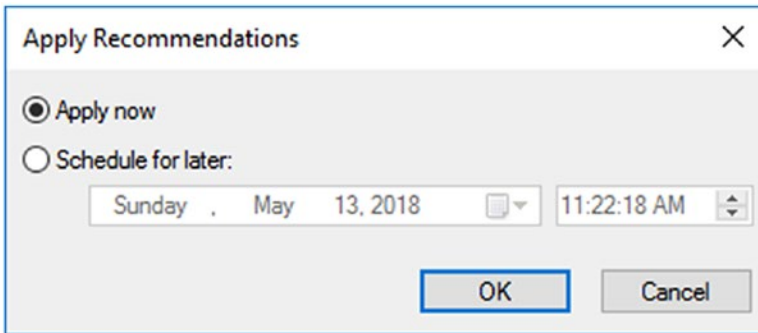 Apply Recommendations
Apply now
Schedule for later:
Sunday , May 13, 2018 11:22:18 AM
OK Cancel